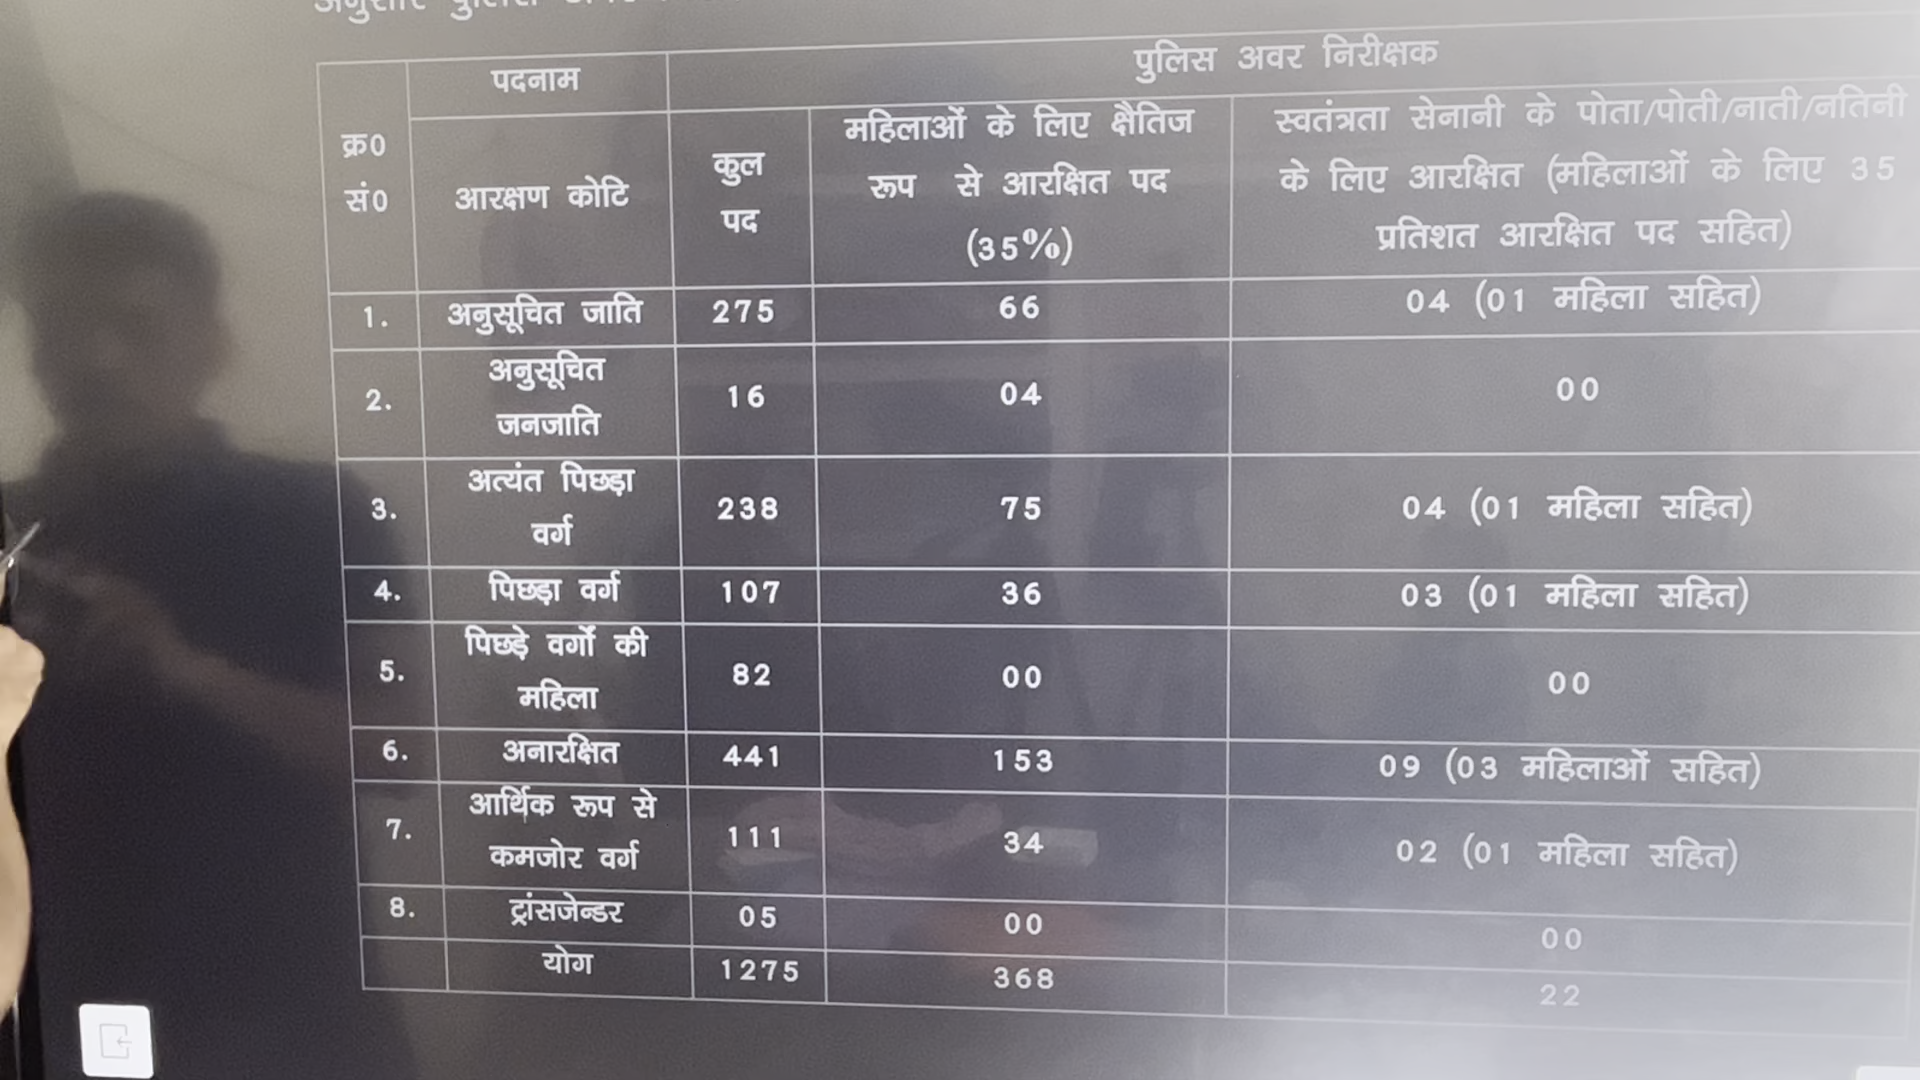 अनुसार पुलिस
पदनाम
पुलिस अवर निरीक्षक
क्र0
सं0
आरक्षण कोटि
कुल
पद
महिलाओं के लिए क्षैतिज
रूप से आरक्षित पद
(35%)
स्वतंत्रता सेनानी के पोता/पोती/नाती/नतिनी
के लिए आरक्षित (महिलाओं के लिए 35
प्रतिशत आरक्षित पद सहित)
1. अनुसूचित जाति 275 66 04 (01 महिला सहित)
2. अनुसूचित
जनजाति 16 04 00
3. अत्यंत पिछड़ा
वर्ग 238 75 04 (01 महिला सहित)
4. पिछड़ा वर्ग 107 36 03 (01 महिला सहित)
5. पिछड़े वर्गों की
महिला 82 00 00
6. अनारक्षित 441 153 09 (03 महिलाओं सहित)
7. आर्थिक रूप से
कमजोर वर्ग 111 34 02 (01 महिला सहित)
8. ट्रांसजेन्डर 05 00 00
योग 1275 368 22